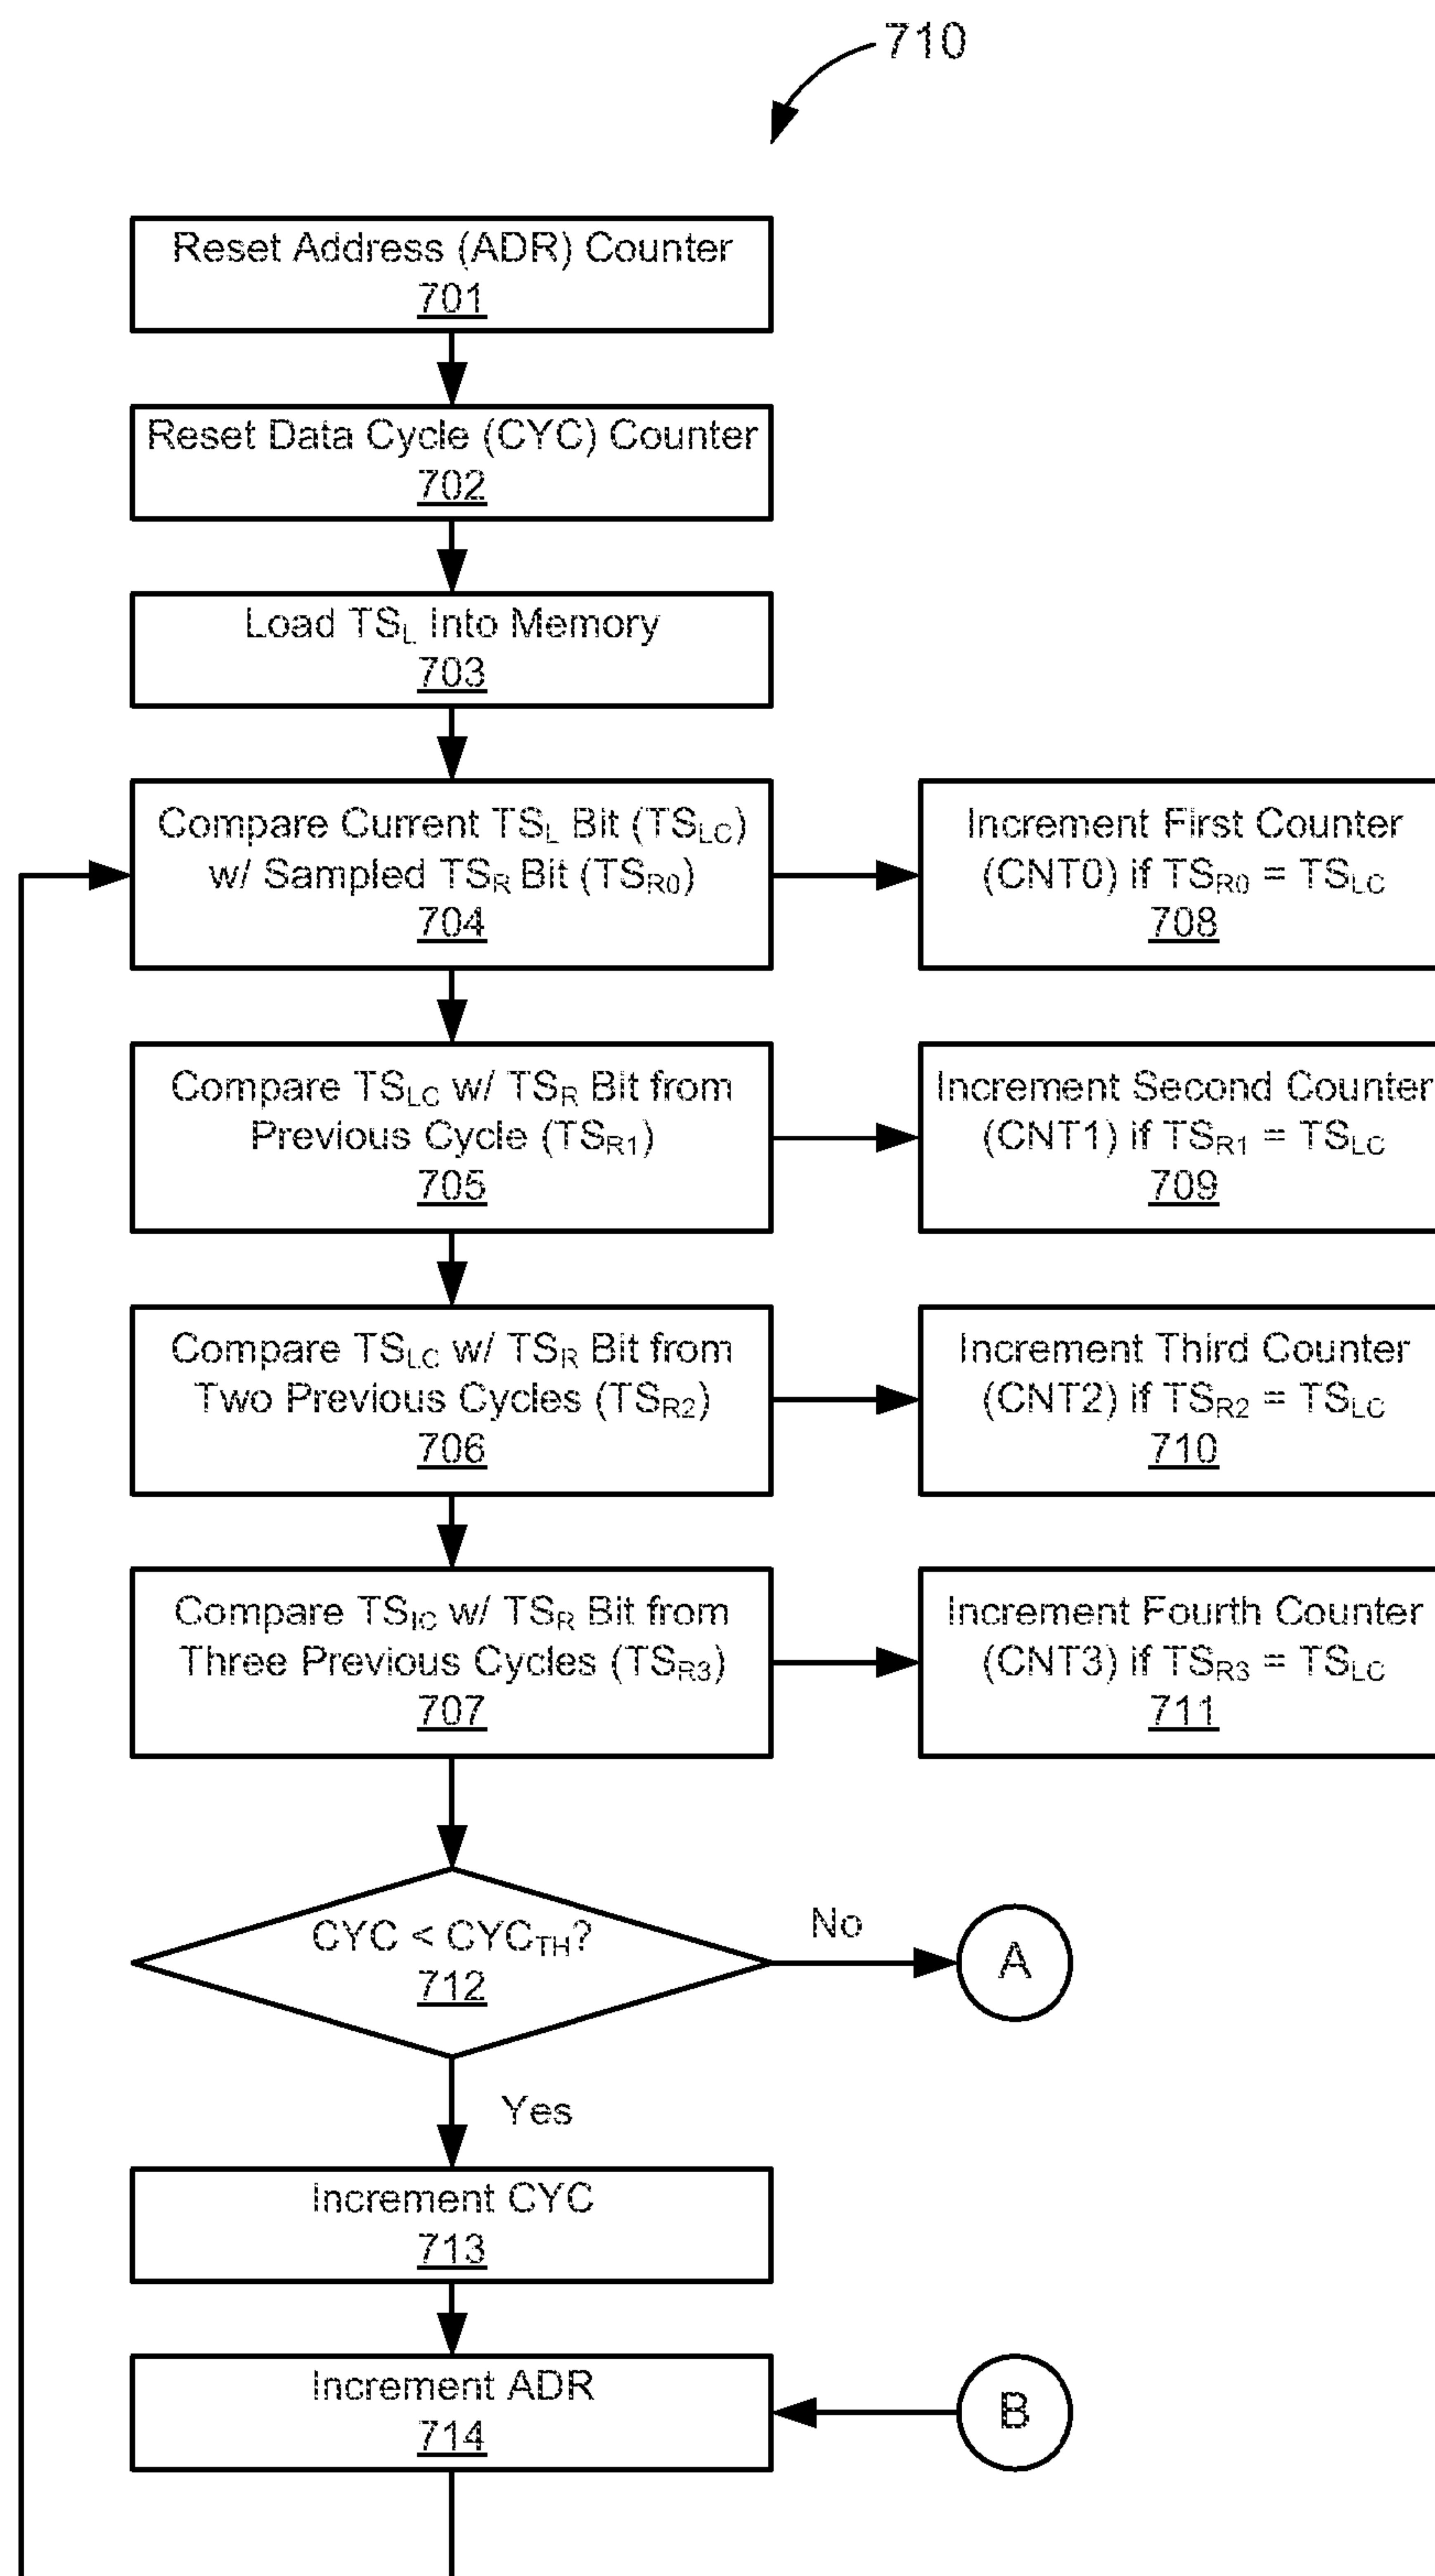 710
Reset Address (ADR) Counter
701
Reset Data Cycle (CYC) Counter
702
Load TSL Into Memory
703
Compare Current TSL Bit (TSLC)
w/ Sampled TSR Bit (TSR0)
704
Increment First Counter
(CNT0) if TSR0 = TSLC
708
Compare TSLC w/ TSR Bit from
Previous Cycle (TSR1)
705
Increment Second Counter
(CNT1) if TSR1 = TSLC
709
Compare TSLC w/ TSR Bit from
Two Previous Cycles (TSR2)
706
Increment Third Counter
(CNT2) if TSR2 = TSLC
710
Compare TSIC w/ TSR Bit from
Three Previous Cycles (TSR3)
707
Increment Fourth Counter
(CNT3) if TSR3 = TSLC
711
CYC < CYCTH?
712
No
A
Yes
Increment CYC
713
Increment ADR
714
B